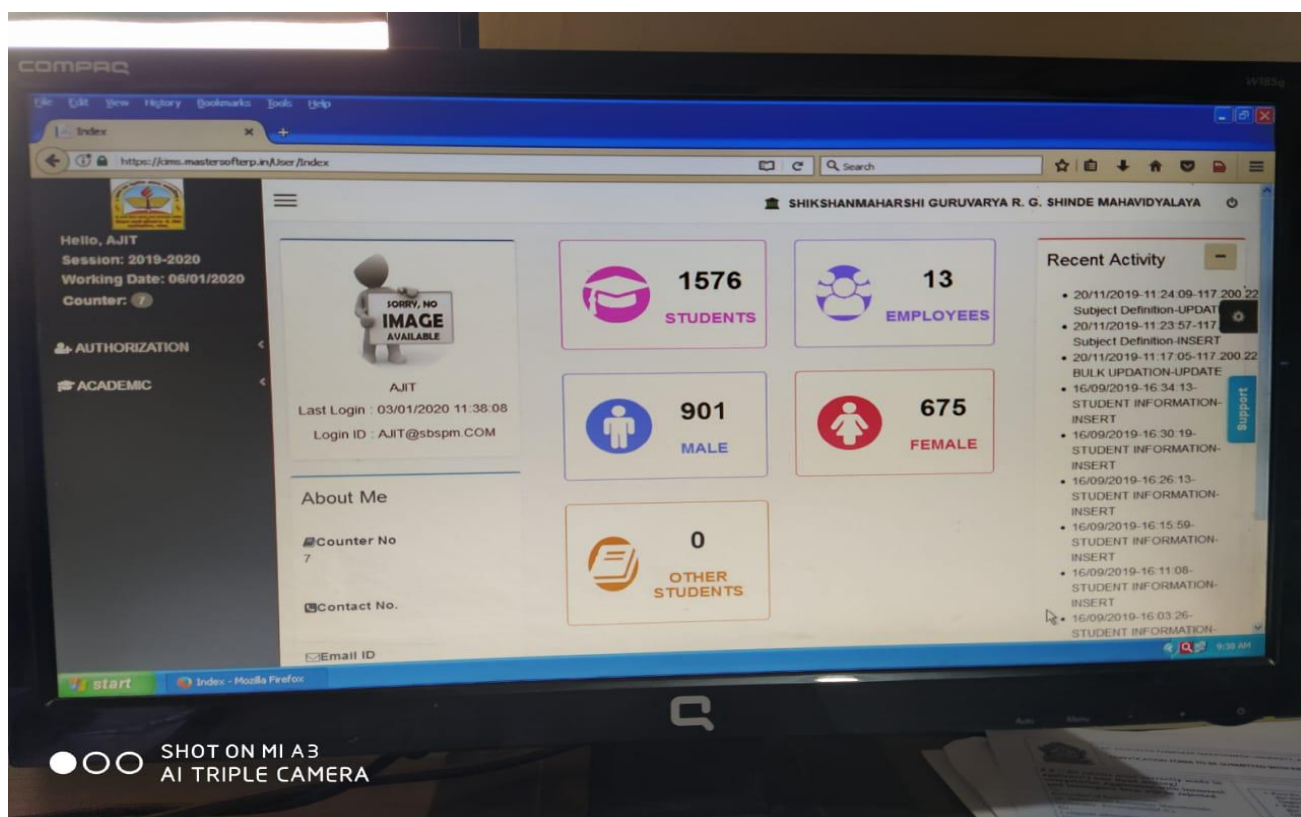 COMPAQ
W185q
File Edit View History Bookmarks Tools Help
Index
https://cims.mastersofterp.in/User/Index
Search
SHIKSHANMAHARSHI GURUVARYA R. G. SHINDE MAHAVIDYALAYA
Hello, AJIT
Session: 2019-2020
Working Date: 06/01/2020
Counter: 7
AUTHORIZATION
ACADEMIC
SORRY, NO
IMAGE
AVAILABLE
AJIT
Last Login : 03/01/2020 11:38:08
Login ID : AJIT@sbspm.COM
About Me
Counter No
7
Contact No.
Email ID
1576
STUDENTS
13
EMPLOYEES
901
MALE
675
FEMALE
0
OTHER
STUDENTS
Recent Activity
20/11/2019-11:24:09-117.200.22
Subject Definition-UPDAT
20/11/2019-11:23:57-117.
Subject Definition-INSERT
20/11/2019-11:17:05-117.200.22
BULK UPDATION-UPDATE
16/09/2019-16:34:13-
STUDENT INFORMATION-
INSERT
16/09/2019-16:30:19-
STUDENT INFORMATION-
INSERT
16/09/2019-16:26:13-
STUDENT INFORMATION-
INSERT
16/09/2019-16:15:59-
STUDENT INFORMATION-
INSERT
16/09/2019-16:11:08-
STUDENT INFORMATION-
INSERT
16/09/2019-16:03:26-
STUDENT INFORMATION-
Support
start
Index - Mozilla Firefox
9:38 AM
Auto Menu - +
SHOT ON MI A3
AI TRIPLE CAMERA